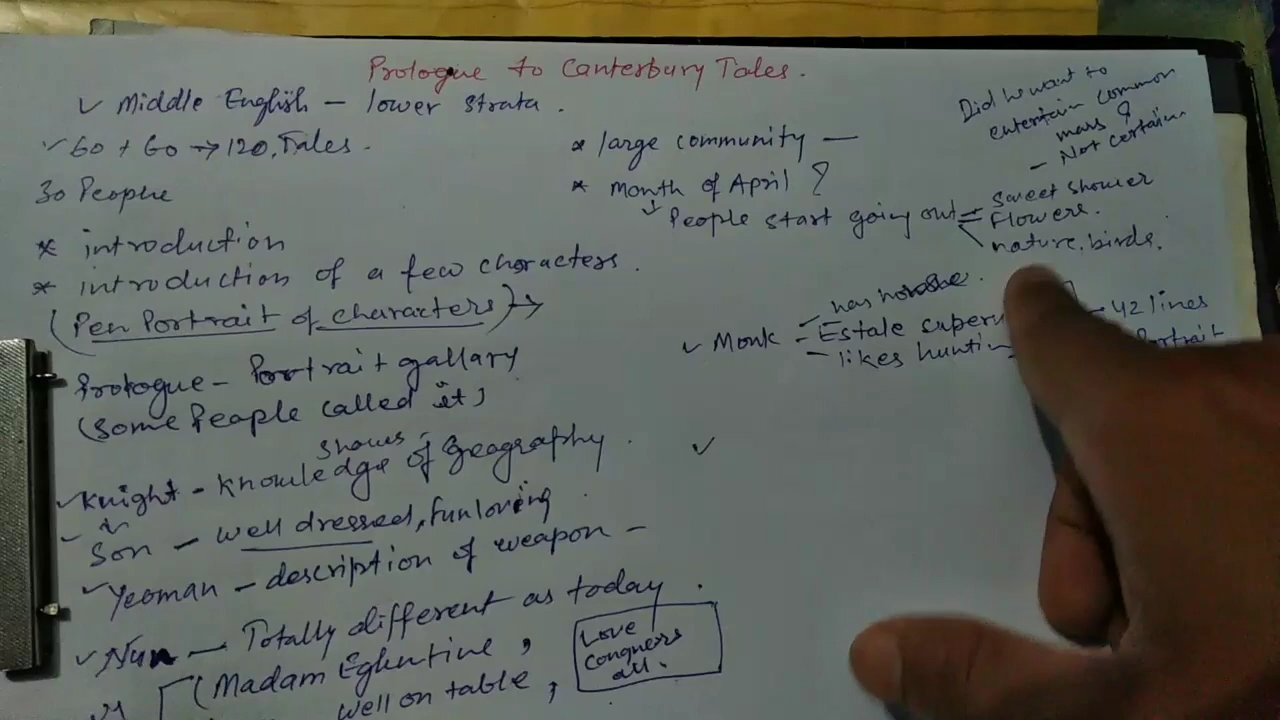 Prologue to Canterbury Tales.
✓ Middle English – lower strata.
✓ 60 + 60 → 120. Tales.
30 People
* introduction
* introduction of a few characters.
(Pen Portrait of characters) →
Prologue – Portrait gallary
(some People called it)
shows
✓ Knight – knowledge of geography.
✓ Son – well dressed, funloving
✓ Yeoman – description of weapon –
✓ Nun – Totally different as today.
(Madam Eglentine,
well on table,
Love
conquers
all.
Did he want to
entertain common
mass ?
– Not certain.
* large community –
* month of April ?
People start going out = sweet shower
Flowers.
nature. birds.
has horse.
✓ Monk = Estate superv
– likes huntin
– 42 lines
Portrait
✓